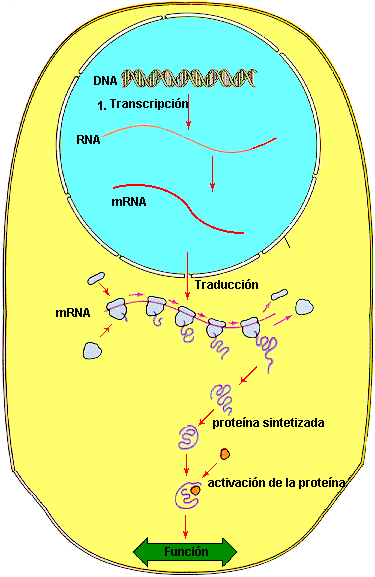 DNA
1. Transcripción
RNA
mRNA
Traducción
mRNA
proteína sintetizada
activación de la proteína
Función